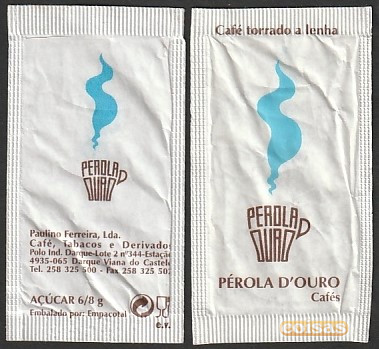 PEROLA D'
OURO
Paulino Ferreira, Lda.
Café, Tabacos e Derivados
Polo Ind. Darque-Lote 2 nº344-Estação
4935-065 Darque Viana do Castelo
Tel. 258 325 500 - Fax 258 325 502
AÇÚCAR 6/8 g
Embalado por: Empacotal
e.r.
Café torrado a lenha
PEROLA D'
OURO
PÉROLA D'OURO
Cafés
coisas